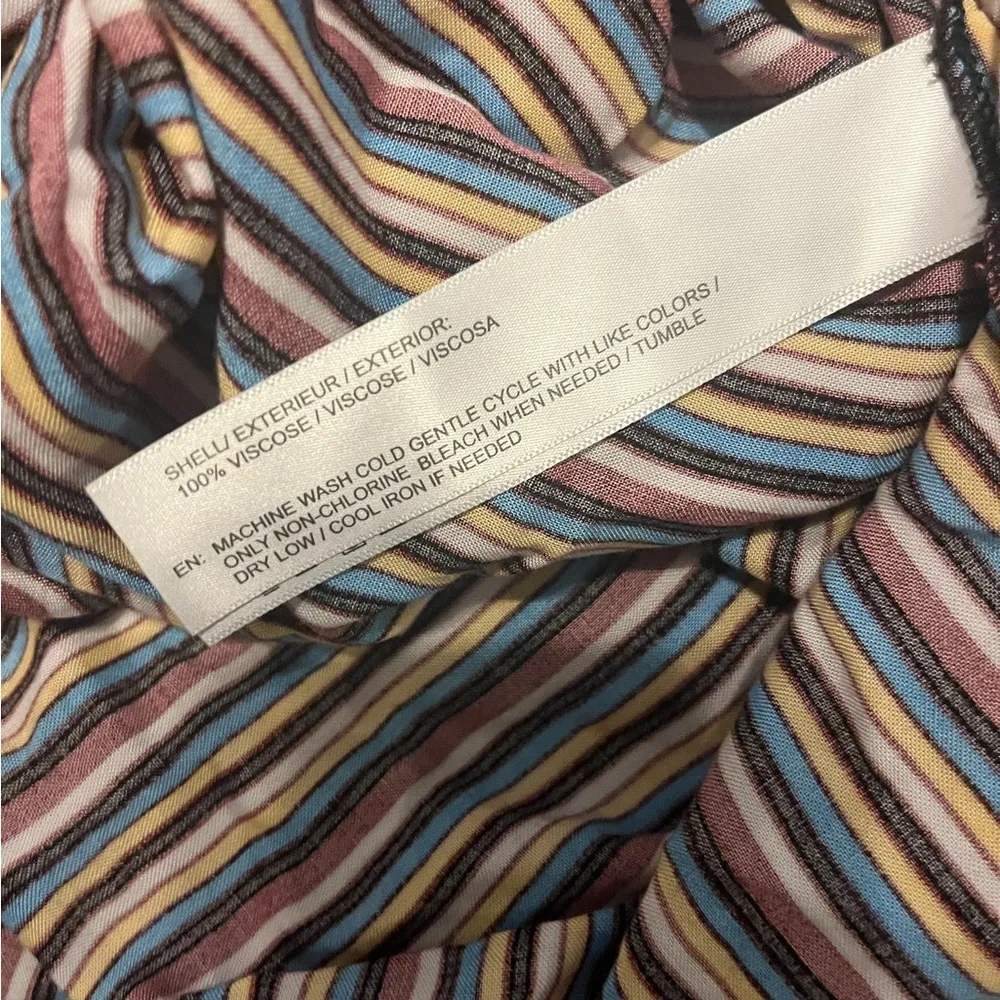 SHELL/ EXTERIEUR / EXTERIOR:
100% VISCOSE / VISCOSE / VISCOSA
EN: MACHINE WASH COLD GENTLE CYCLE WITH LIKE COLORS /
ONLY NON-CHLORINE BLEACH WHEN NEEDED / TUMBLE
DRY LOW / COOL IRON IF NEEDED